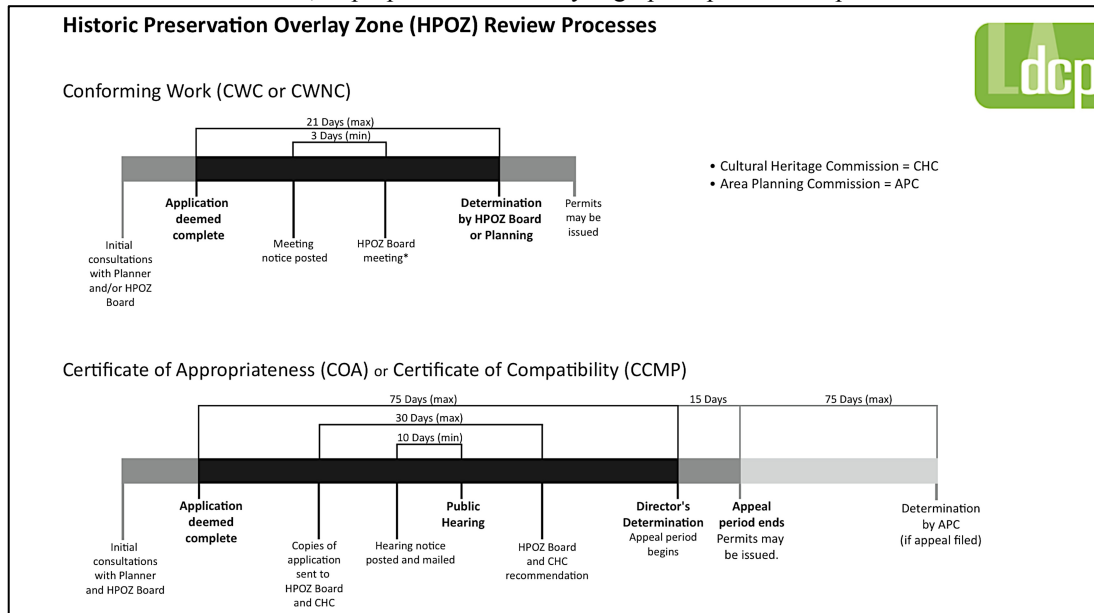 Historic Preservation Overlay Zone (HPOZ) Review Processes
LA
dcp
Conforming Work (CWC or CWNC)
21 Days (max)
3 Days (min)
• Cultural Heritage Commission = CHC
• Area Planning Commission = APC
Application
deemed
complete
Determination
by HPOZ Board
or Planning
Permits
may be
issued
Initial
consultations
with Planner
and/or HPOZ
Board
Meeting
notice posted
HPOZ Board
meeting*
Certificate of Appropriateness (COA) or Certificate of Compatibility (CCMP)
75 Days (max)
15 Days
75 Days (max)
30 Days (max)
10 Days (min)
Application
deemed
complete
Public
Hearing
Director's
Determination
Appeal period
begins
Appeal
period ends
Permits may
be issued.
Determination
by APC
(if appeal filed)
Initial
consultations
with Planner
and HPOZ Board
Copies of
application
sent to
HPOZ Board
and CHC
Hearing notice
posted and mailed
HPOZ Board
and CHC
recommendation